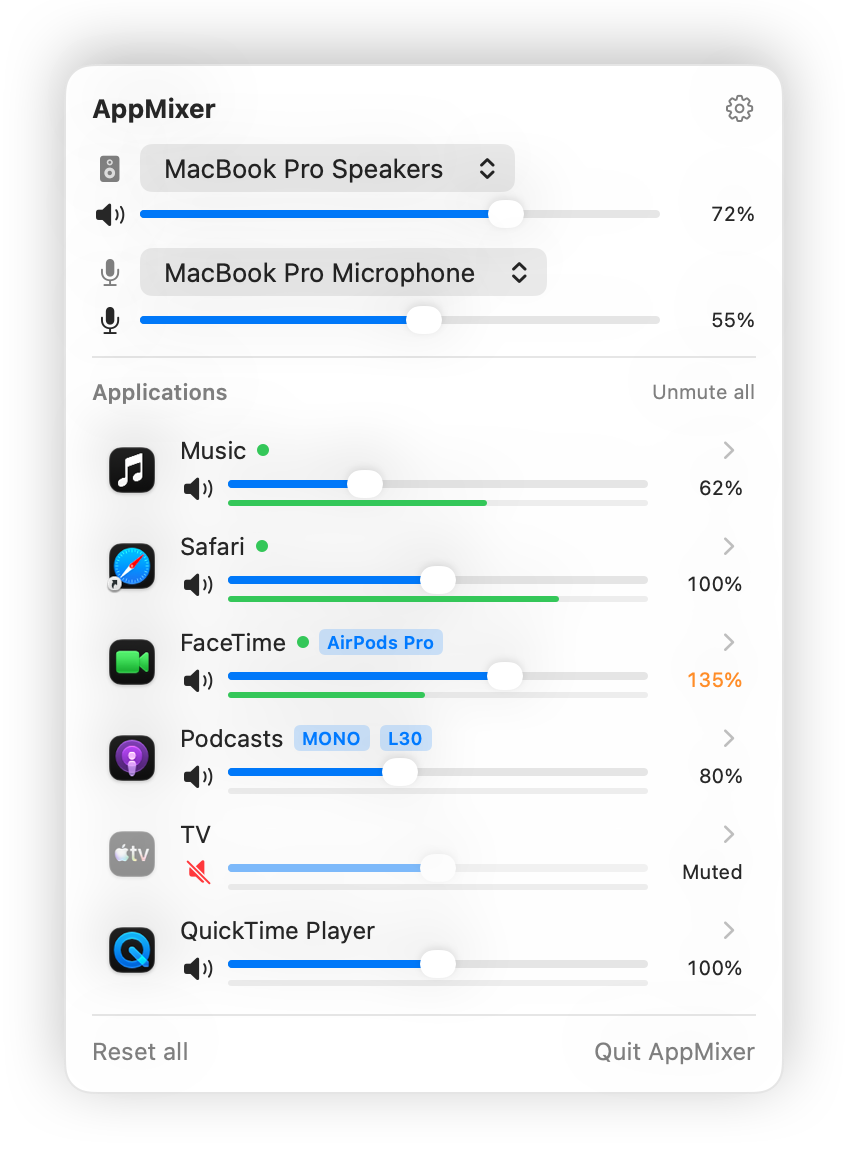 AppMixer
MacBook Pro Speakers
72%
MacBook Pro Microphone
55%
Applications Unmute all
Music
62%
Safari
100%
FaceTime AirPods Pro
135%
Podcasts MONO L30
80%
tv
TV
Muted
QuickTime Player
100%
Reset all Quit AppMixer